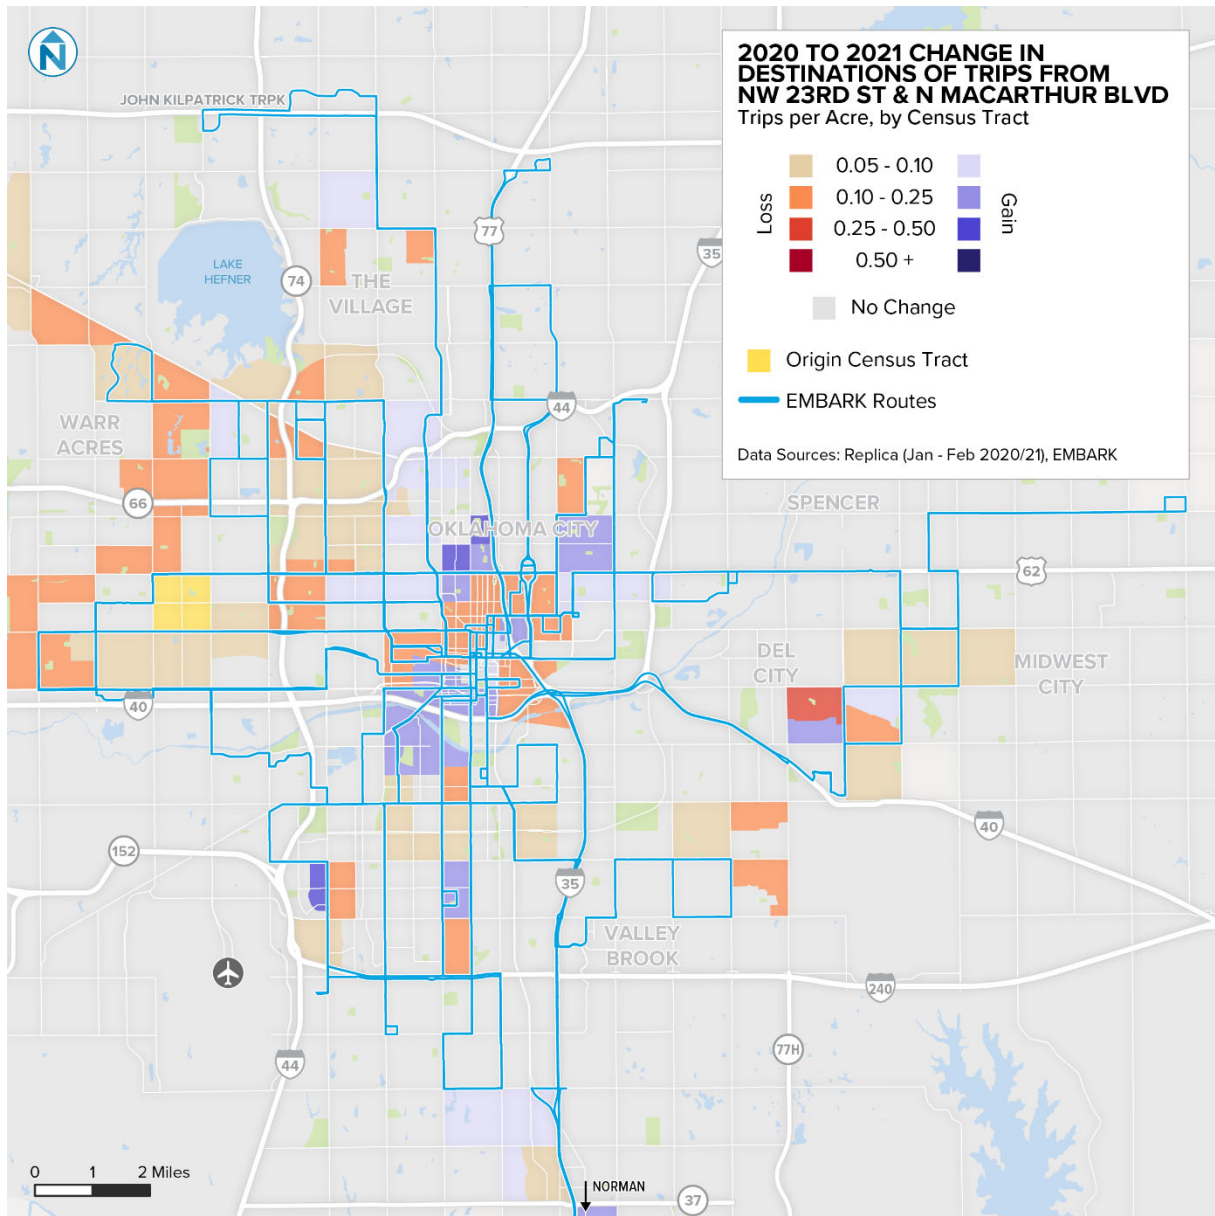 N
2020 TO 2021 CHANGE IN
DESTINATIONS OF TRIPS FROM
NW 23RD ST & N MACARTHUR BLVD
Trips per Acre, by Census Tract
Loss
0.05 - 0.10
0.10 - 0.25
0.25 - 0.50
0.50 +
Gain
No Change
Origin Census Tract
EMBARK Routes
Data Sources: Replica (Jan - Feb 2020/21), EMBARK
JOHN KILPATRICK TRPK
77
35
LAKE
HEFNER
74
THE
VILLAGE
44
WARR
ACRES
66
OKLAHOMA CITY
SPENCER
62
DEL
CITY
MIDWEST
CITY
40
40
152
35
VALLEY
BROOK
240
77H
44
0 1 2 Miles
NORMAN
37